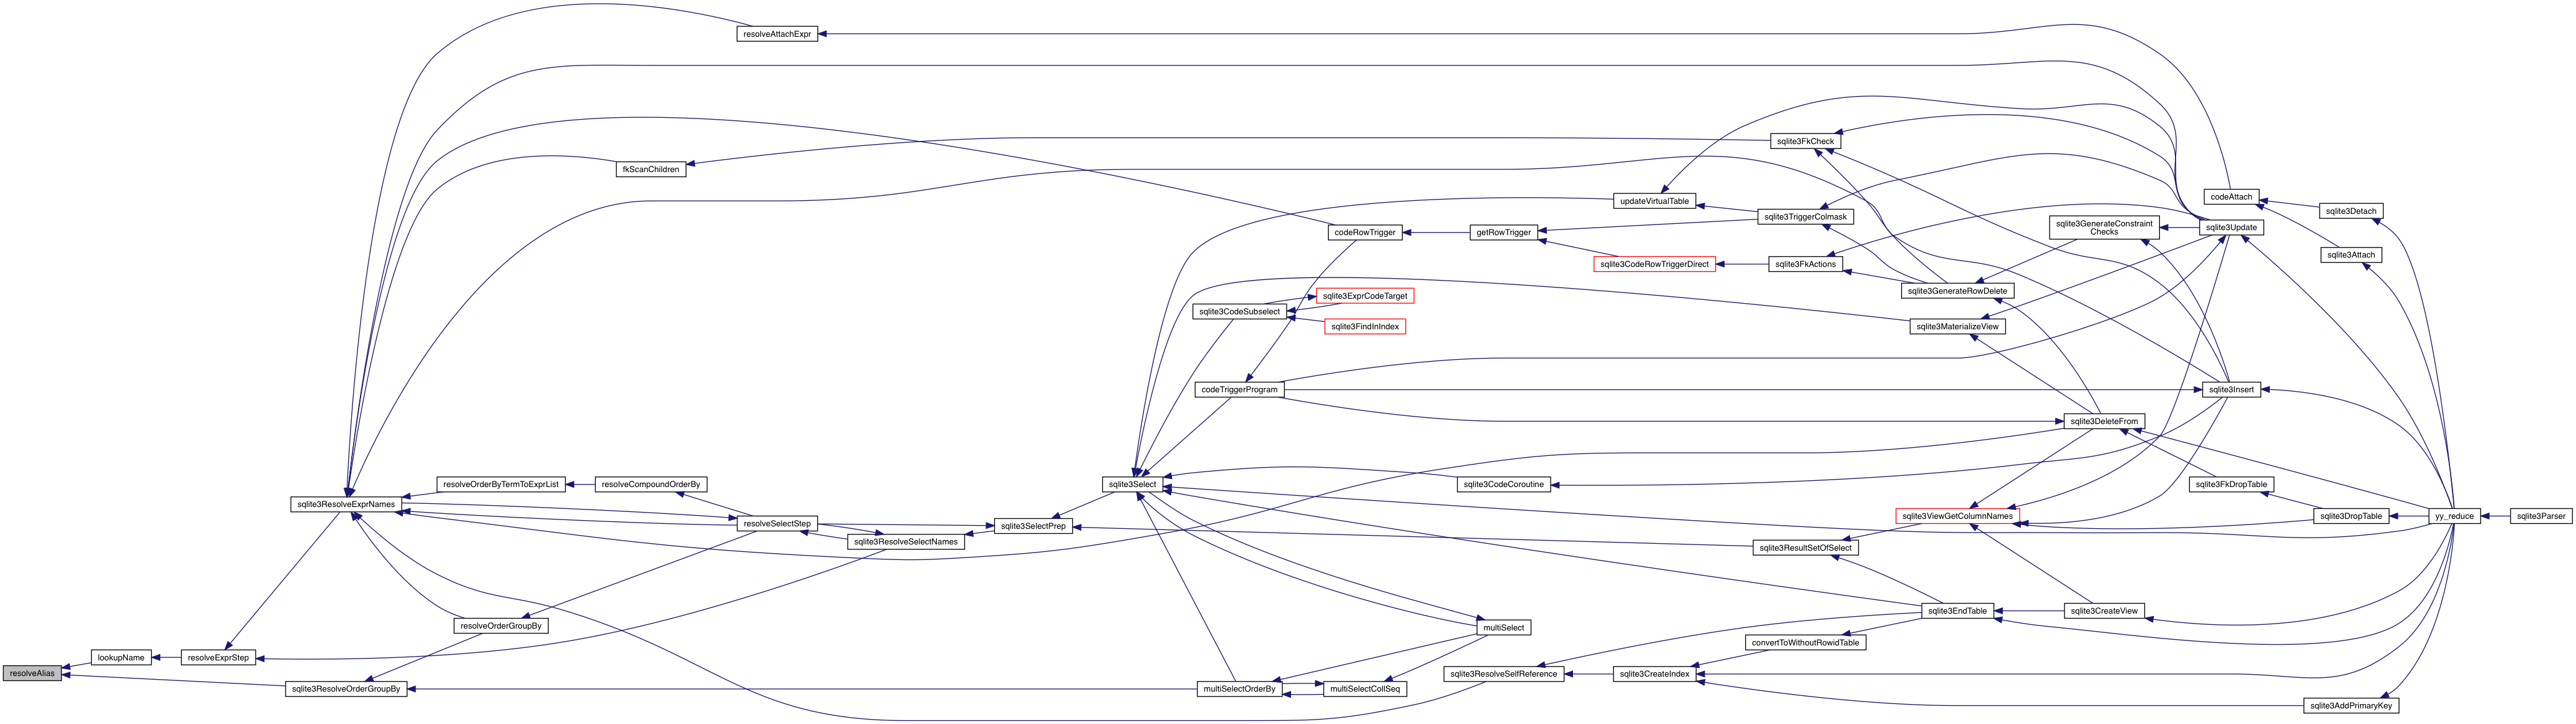 resolveAttachExpr
sqlite3FkCheck
fkScanChildren
updateVirtualTable
codeAttach
sqlite3Detach
sqlite3TriggerColmask
sqlite3GenerateConstraint
Checks
sqlite3Update
codeRowTrigger
getRowTrigger
sqlite3Attach
sqlite3CodeRowTriggerDirect
sqlite3FkActions
sqlite3GenerateRowDelete
sqlite3ExprCodeTarget
sqlite3CodeSubselect
sqlite3FindInIndex
sqlite3MaterializeView
codeTriggerProgram
sqlite3Insert
sqlite3DeleteFrom
resolveOrderByTermToExprList
resolveCompoundOrderBy
sqlite3Select
sqlite3CodeCoroutine
sqlite3FkDropTable
sqlite3ResolveExprNames
resolveSelectStep
sqlite3SelectPrep
sqlite3ViewGetColumnNames
sqlite3DropTable
yy_reduce
sqlite3Parser
sqlite3ResolveSelectNames
sqlite3ResultSetOfSelect
sqlite3EndTable
sqlite3CreateView
resolveOrderGroupBy
multiSelect
convertToWithoutRowidTable
lookupName
resolveExprStep
resolveAlias
sqlite3ResolveSelfReference
sqlite3CreateIndex
sqlite3ResolveOrderGroupBy
multiSelectOrderBy
multiSelectCollSeq
sqlite3AddPrimaryKey